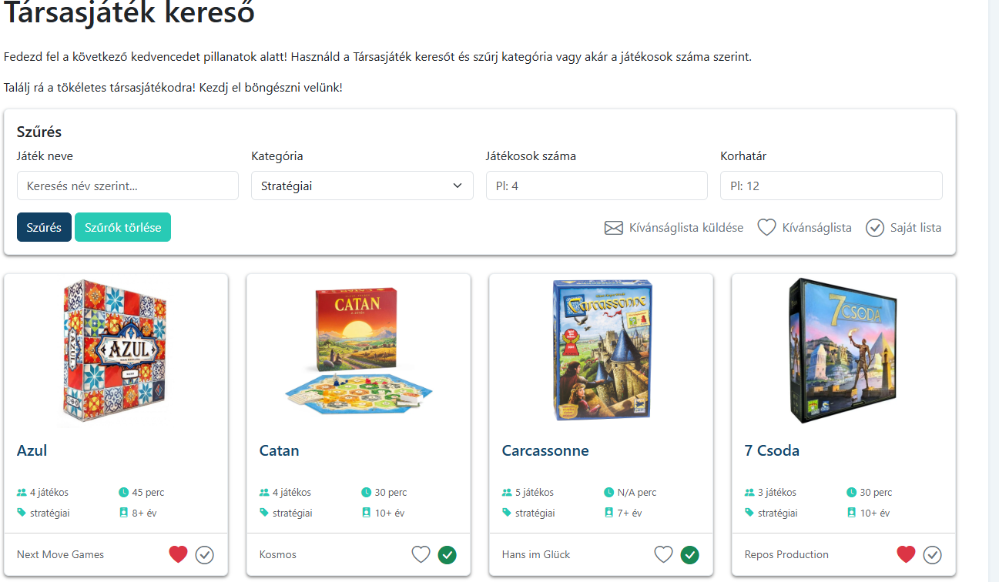 Társasjáték kereső
Fedezd fel a következő kedvencedet pillanatok alatt! Használd a Társasjáték keresőt és szűrj kategória vagy akár a játékosok száma szerint.
Találj rá a tökéletes társasjátékodra! Kezdj el böngészni velünk!
Szűrés
Játék neve Kategória Játékosok száma Korhatár
Keresés név szerint... Stratégiai Pl: 4 Pl: 12
Szűrés Szűrők törlése Kívánságlista küldése Kívánságlista Saját lista
AZUL
AZUL
CATAN
A JÁTÉK
Carcassonne
7 CSODA
Azul Catan Carcassonne 7 Csoda
4 játékos 45 perc 4 játékos 30 perc 5 játékos N/A perc 3 játékos 30 perc
stratégiai 8+ év stratégiai 10+ év stratégiai 7+ év stratégiai 10+ év
Next Move Games Kosmos Hans im Glück Repos Production